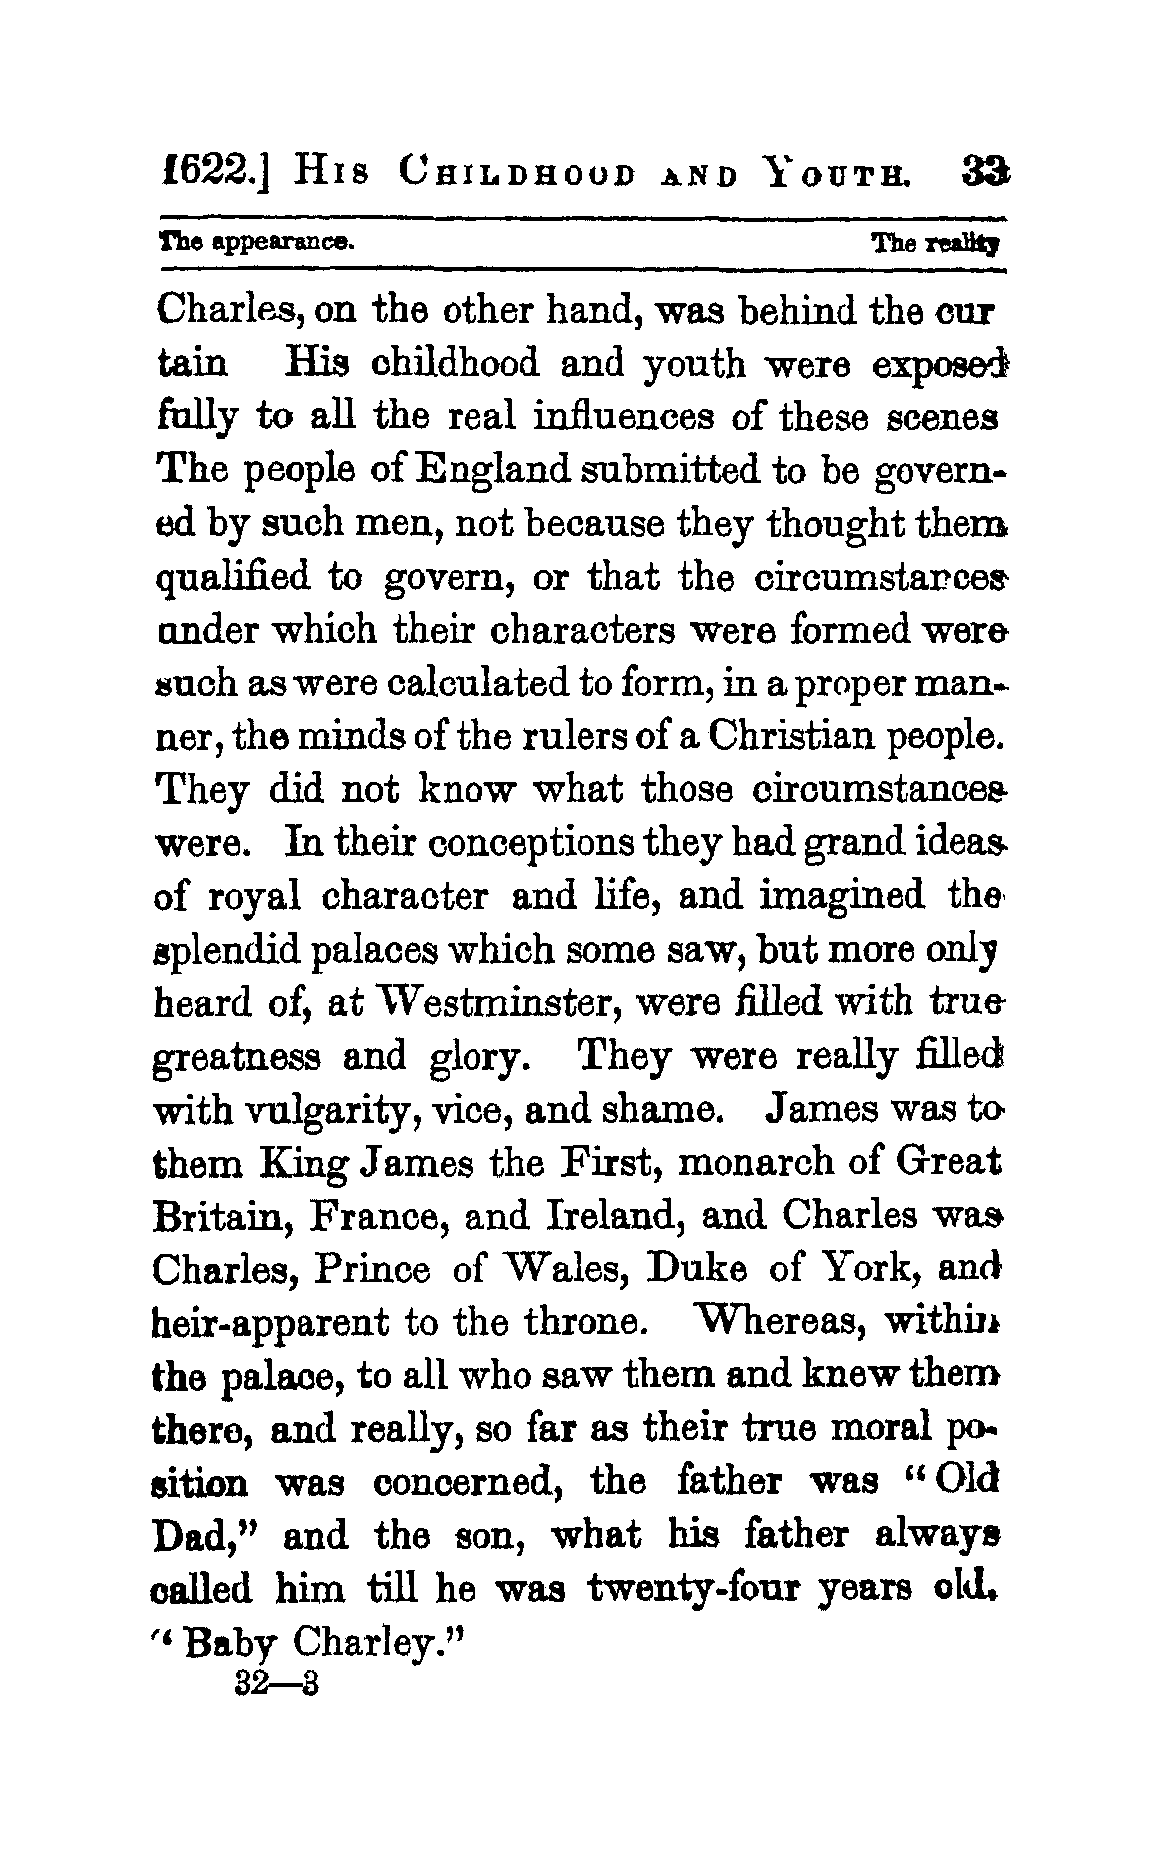 1622.] HIS CHILDHOOD AND YOUTH. 33
The appearance. The reality
Charles, on the other hand, was behind the cur
tain His childhood and youth were exposed
fully to all the real influences of these scenes
The people of England submitted to be govern-
ed by such men, not because they thought them
qualified to govern, or that the circumstances
under which their characters were formed were
such as were calculated to form, in a proper man-
ner, the minds of the rulers of a Christian people.
They did not know what those circumstances
were. In their conceptions they had grand ideas
of royal character and life, and imagined the
splendid palaces which some saw, but more only
heard of, at Westminster, were filled with true
greatness and glory. They were really filled
with vulgarity, vice, and shame. James was to
them King James the First, monarch of Great
Britain, France, and Ireland, and Charles was
Charles, Prince of Wales, Duke of York, and
heir-apparent to the throne. Whereas, within
the palace, to all who saw them and knew them
there, and really, so far as their true moral po-
sition was concerned, the father was "Old
Dad," and the son, what his father always
called him till he was twenty-four years old.
"Baby Charley."
32—3